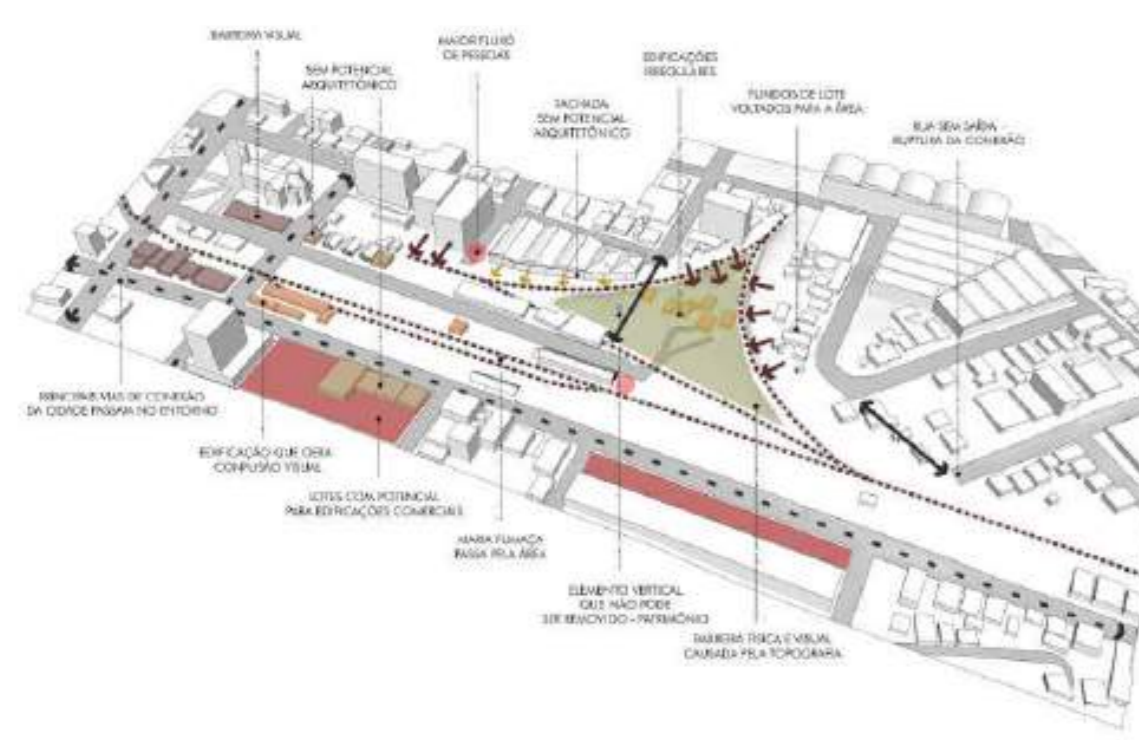 BARREIRA VISUAL
SEM POTENCIAL
ARQUITETÔNICO
MAIOR FLUXO
DE PESSOAS
FACHADA
SEM POTENCIAL
ARQUITETÔNICO
EDIFICAÇÕES
IRREGULARES
FUNDOS DE LOTE
VOLTADOS PARA A ÁREA
RUA SEM SAÍDA
RUPTURA DA CONEXÃO
PRINCIPAIS VIAS DE CONEXÃO
DA CIDADE PASSAM NO ENTORNO
EDIFICAÇÃO QUE GERA
CONFUSÃO VISUAL
LOTES COM POTENCIAL
PARA EDIFICAÇÕES COMERCIAIS
MARIA FUMAÇA
PASSA PELA ÁREA
ELEMENTO VERTICAL
QUE NÃO PODE
SER REMOVIDO - PATRIMÔNIO
BARREIRA FÍSICA E VISUAL
CAUSADA PELA TOPOGRAFIA